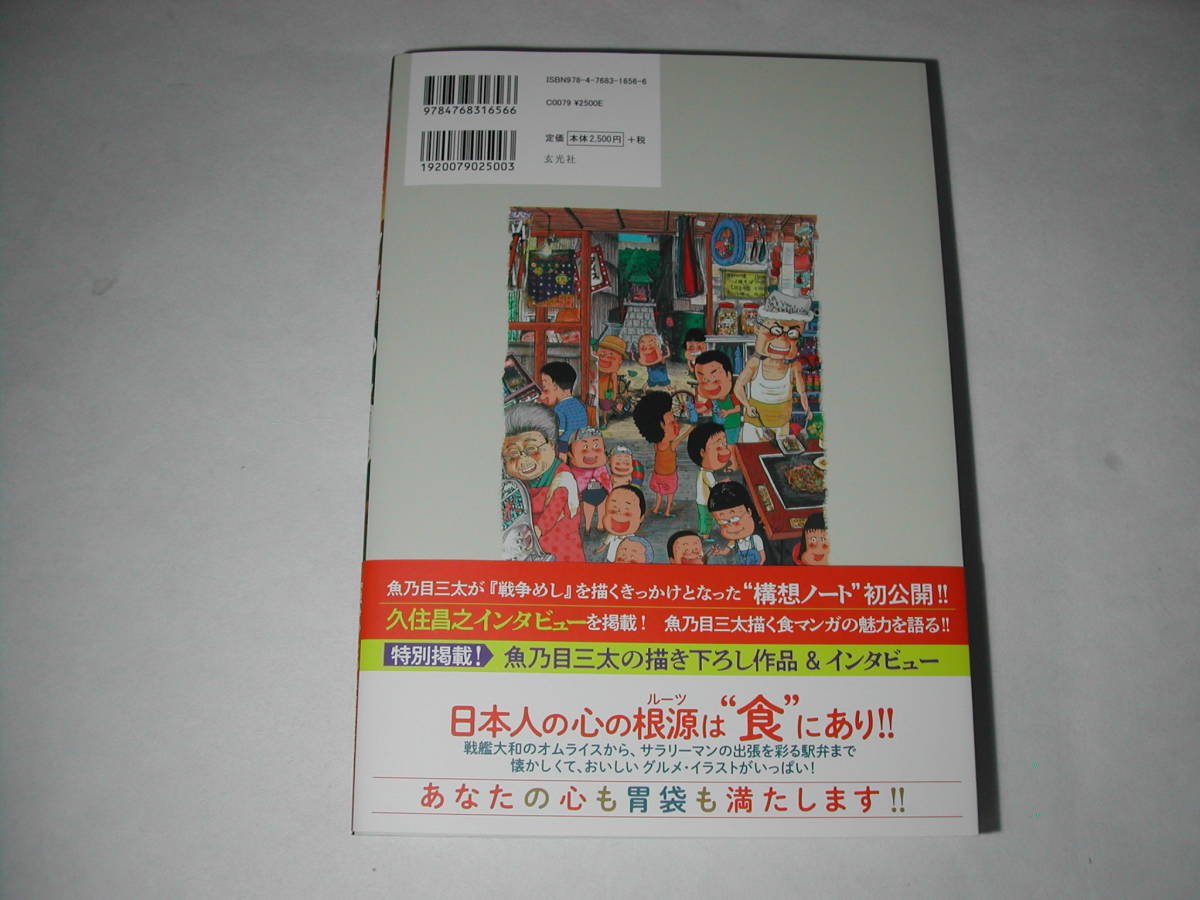 ISBN978-4-7683-1656-6
9784768316566
C0079 ¥2500E
定価 本体2,500円 +税
玄光社
1920079025003
魚乃目三太が『戦争めし』を描くきっかけとなった“構想ノート”初公開!!
久住昌之インタビューを掲載! 魚乃目三太描く食マンガの魅力を語る!!
特別掲載! 魚乃目三太の描き下ろし作品 & インタビュー
ルーツ
日本人の心の根源は“食”にあり!!
戦艦大和のオムライスから、サラリーマンの出張を彩る駅弁まで
懐かしくて、おいしいグルメ・イラストがいっぱい!
あなたの心も胃袋も満たします!!